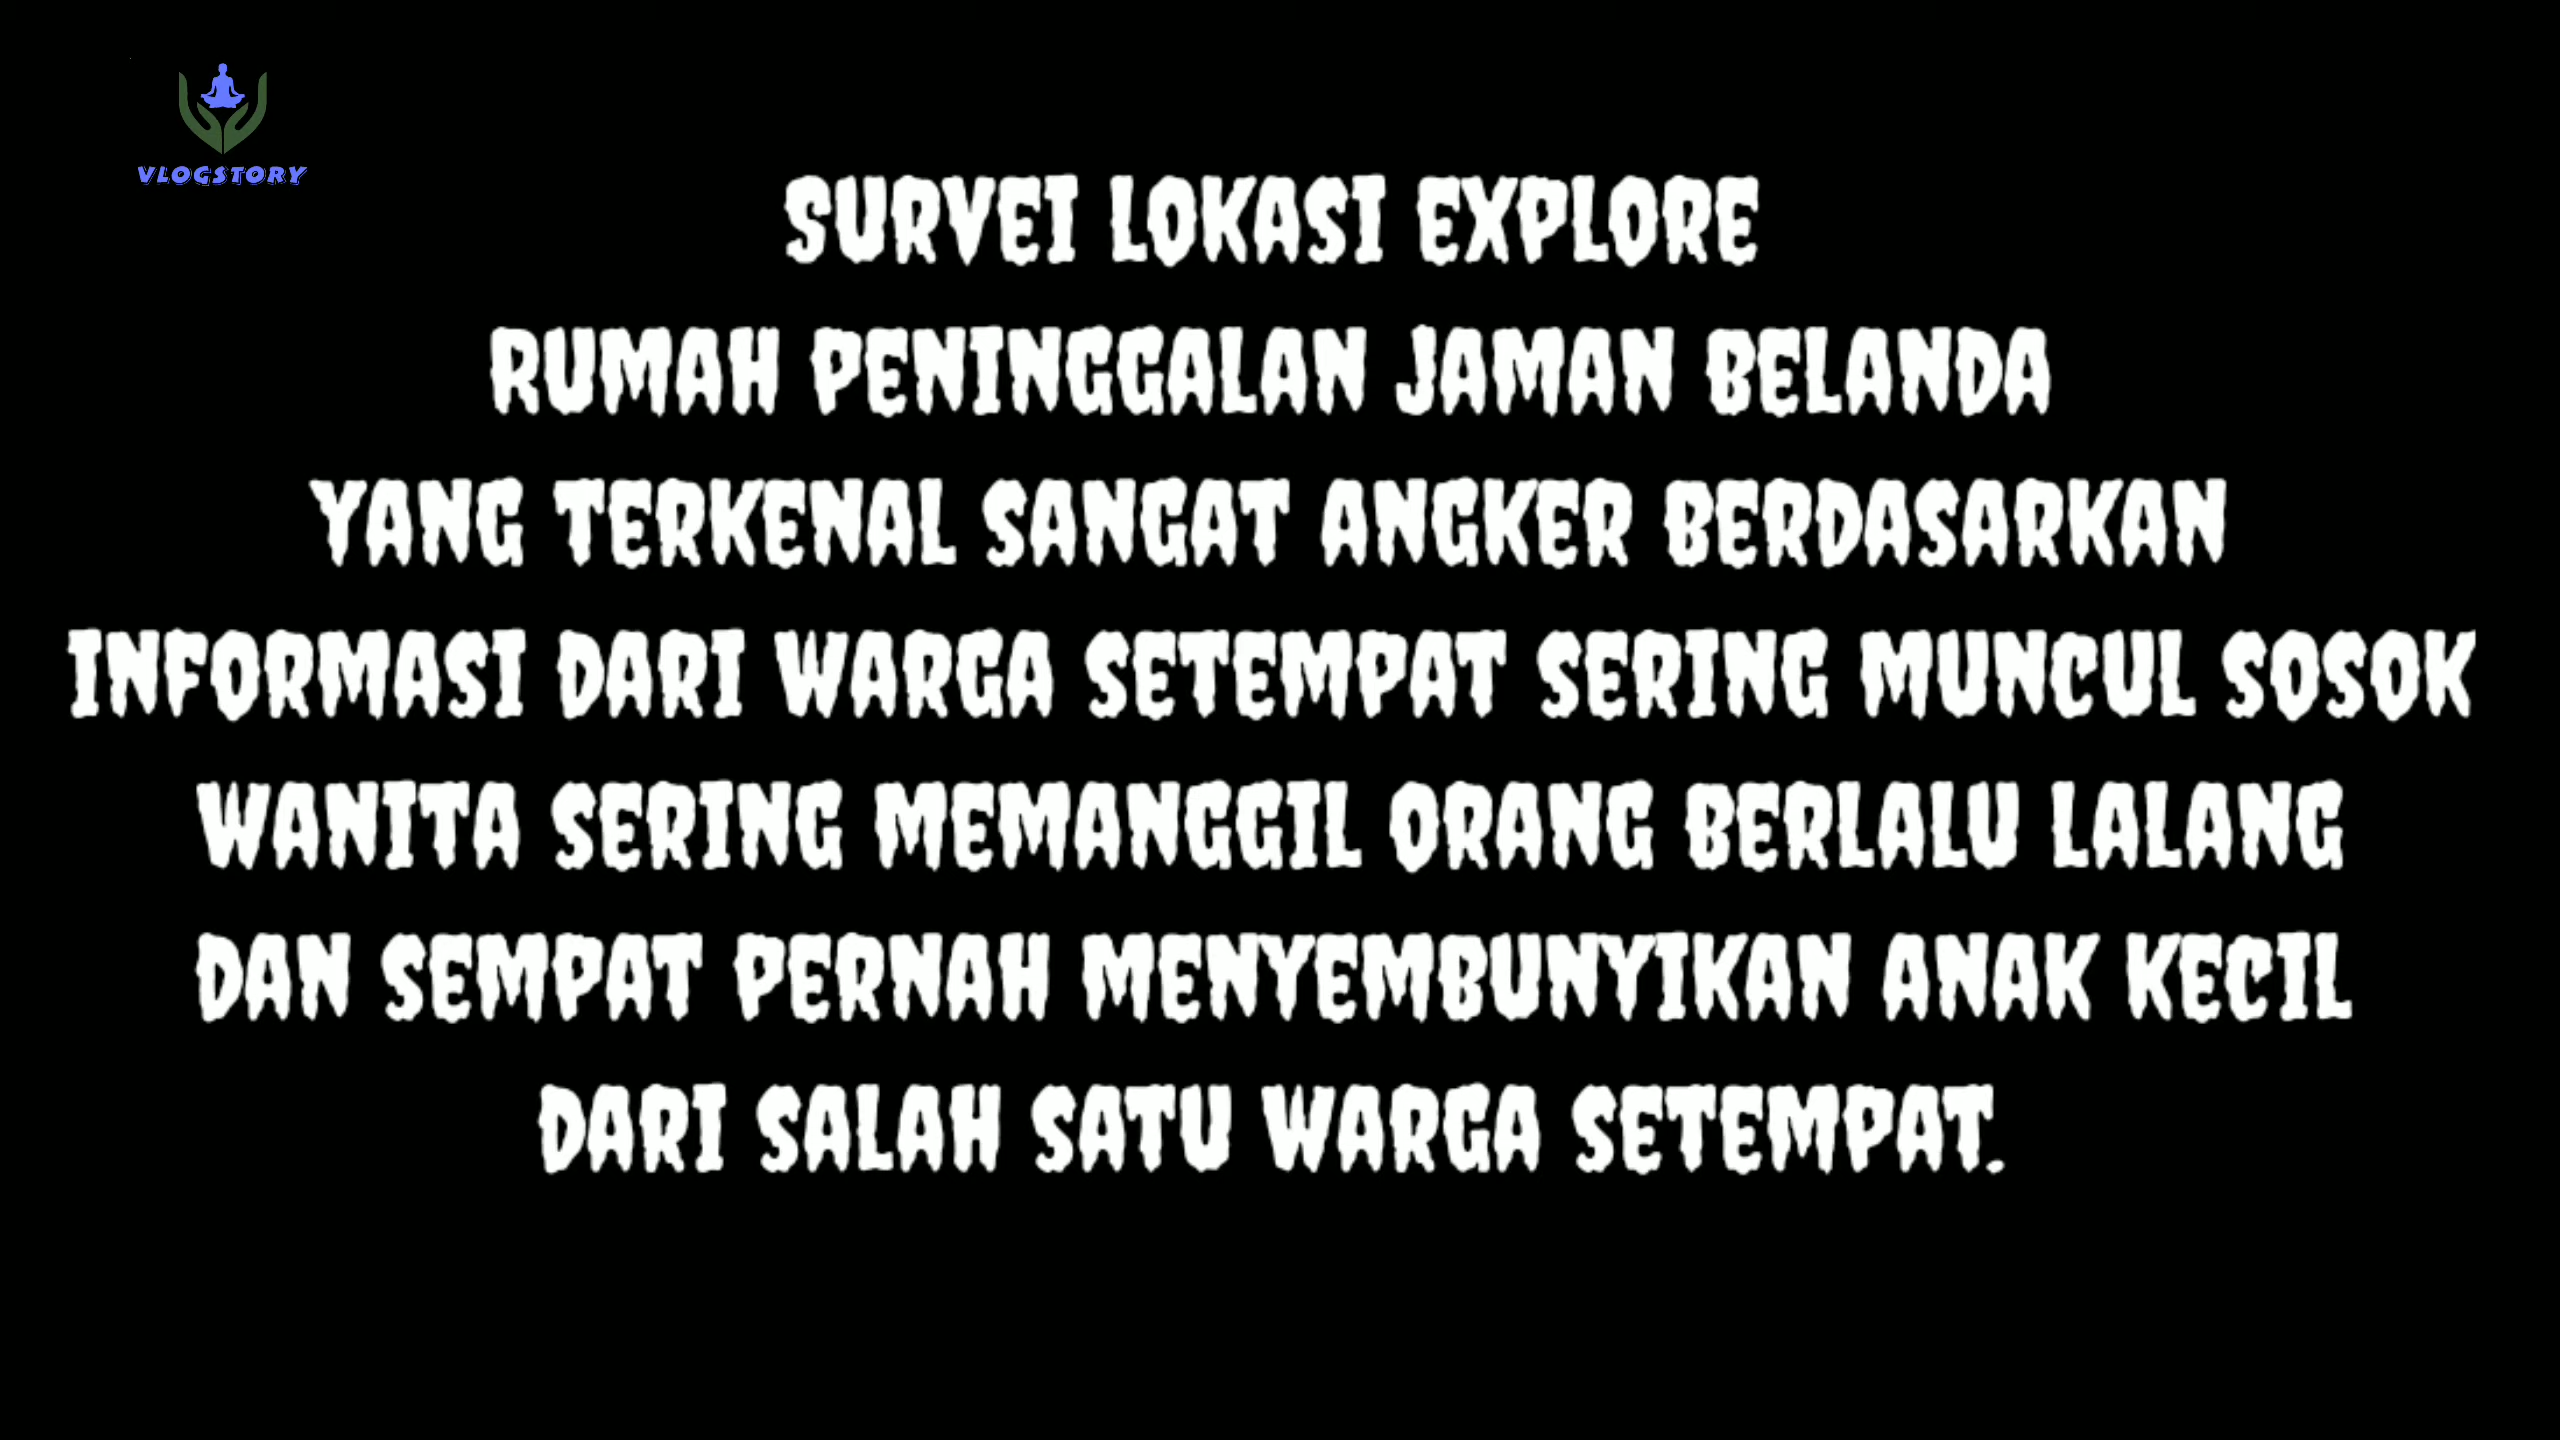 VLOGSTORY
SURVEI LOKASI EXPLORE
RUMAH PENINGGALAN JAMAN BELANDA
YANG TERKENAL SANGAT ANGKER BERDASARKAN
INFORMASI DARI WARGA SETEMPAT SERING MUNCUL SOSOK
WANITA SERING MEMANGGIL ORANG BERLALU LALANG
DAN SEMPAT PERNAH MENYEMBUNYIKAN ANAK KECIL
DARI SALAH SATU WARGA SETEMPAT.